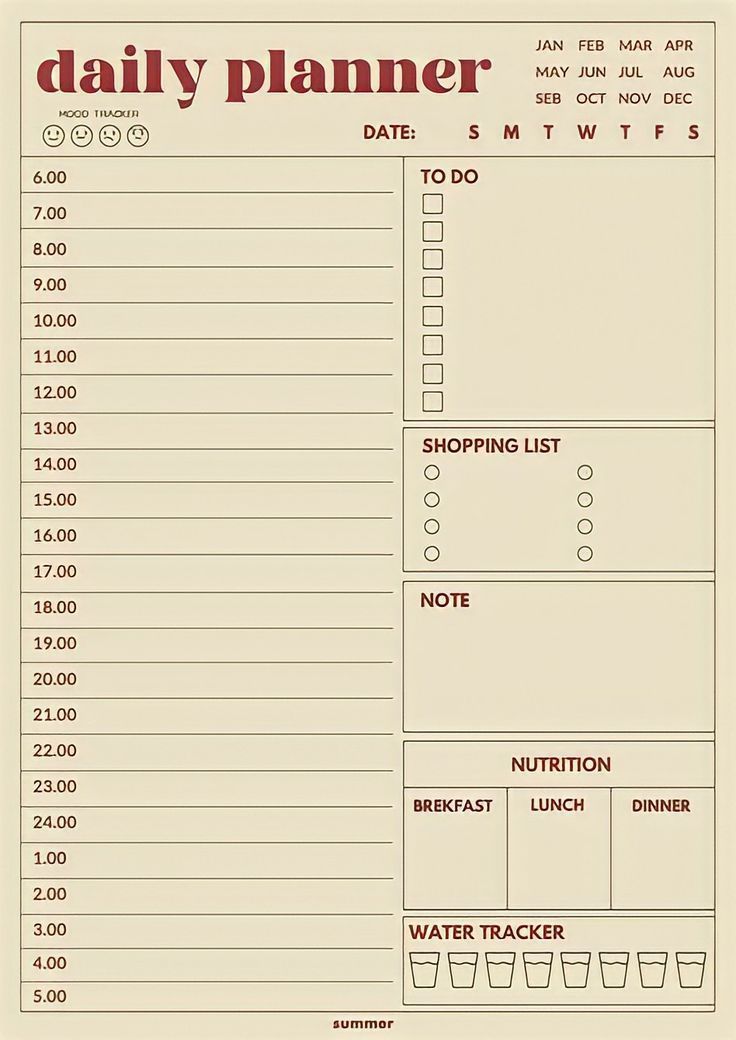 daily planner
JAN FEB MAR APR
MAY JUN JUL AUG
SEB OCT NOV DEC
MOOD TRACKER
DATE: S M T W T F S
6.00
7.00
8.00
9.00
10.00
11.00
12.00
13.00
14.00
15.00
16.00
17.00
18.00
19.00
20.00
21.00
22.00
23.00
24.00
1.00
2.00
3.00
4.00
5.00
TO DO
SHOPPING LIST
NOTE
NUTRITION
BREKFAST LUNCH DINNER
WATER TRACKER
summor